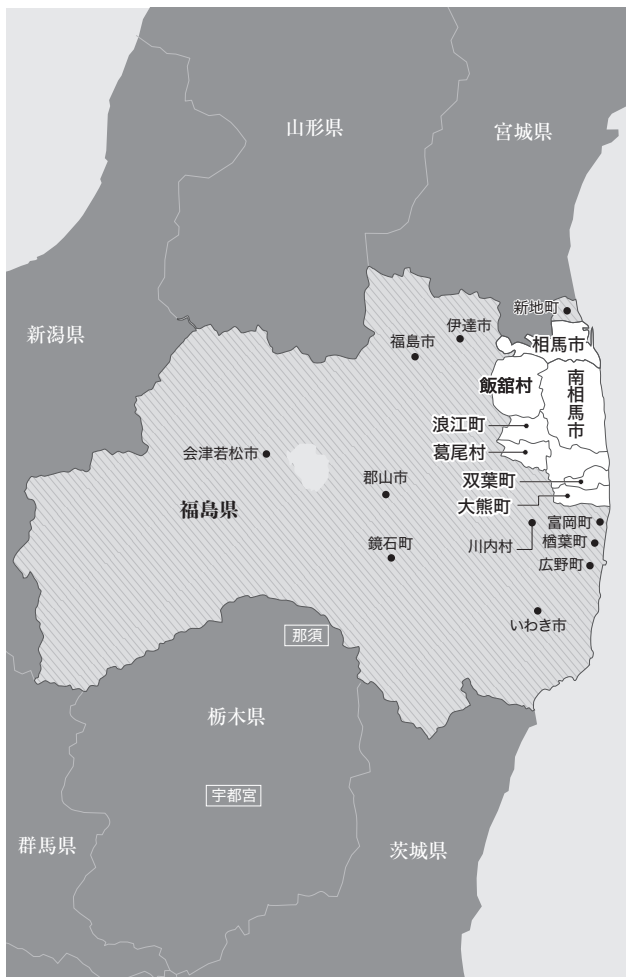 山形県
宮城県
新潟県
新地町
伊達市
福島市
相馬市
飯舘村
南相馬市
浪江町
葛尾村
会津若松市
双葉町
郡山市
大熊町
福島県
富岡町
川内村
楢葉町
鏡石町
広野町
いわき市
那須
栃木県
宇都宮
群馬県
茨城県